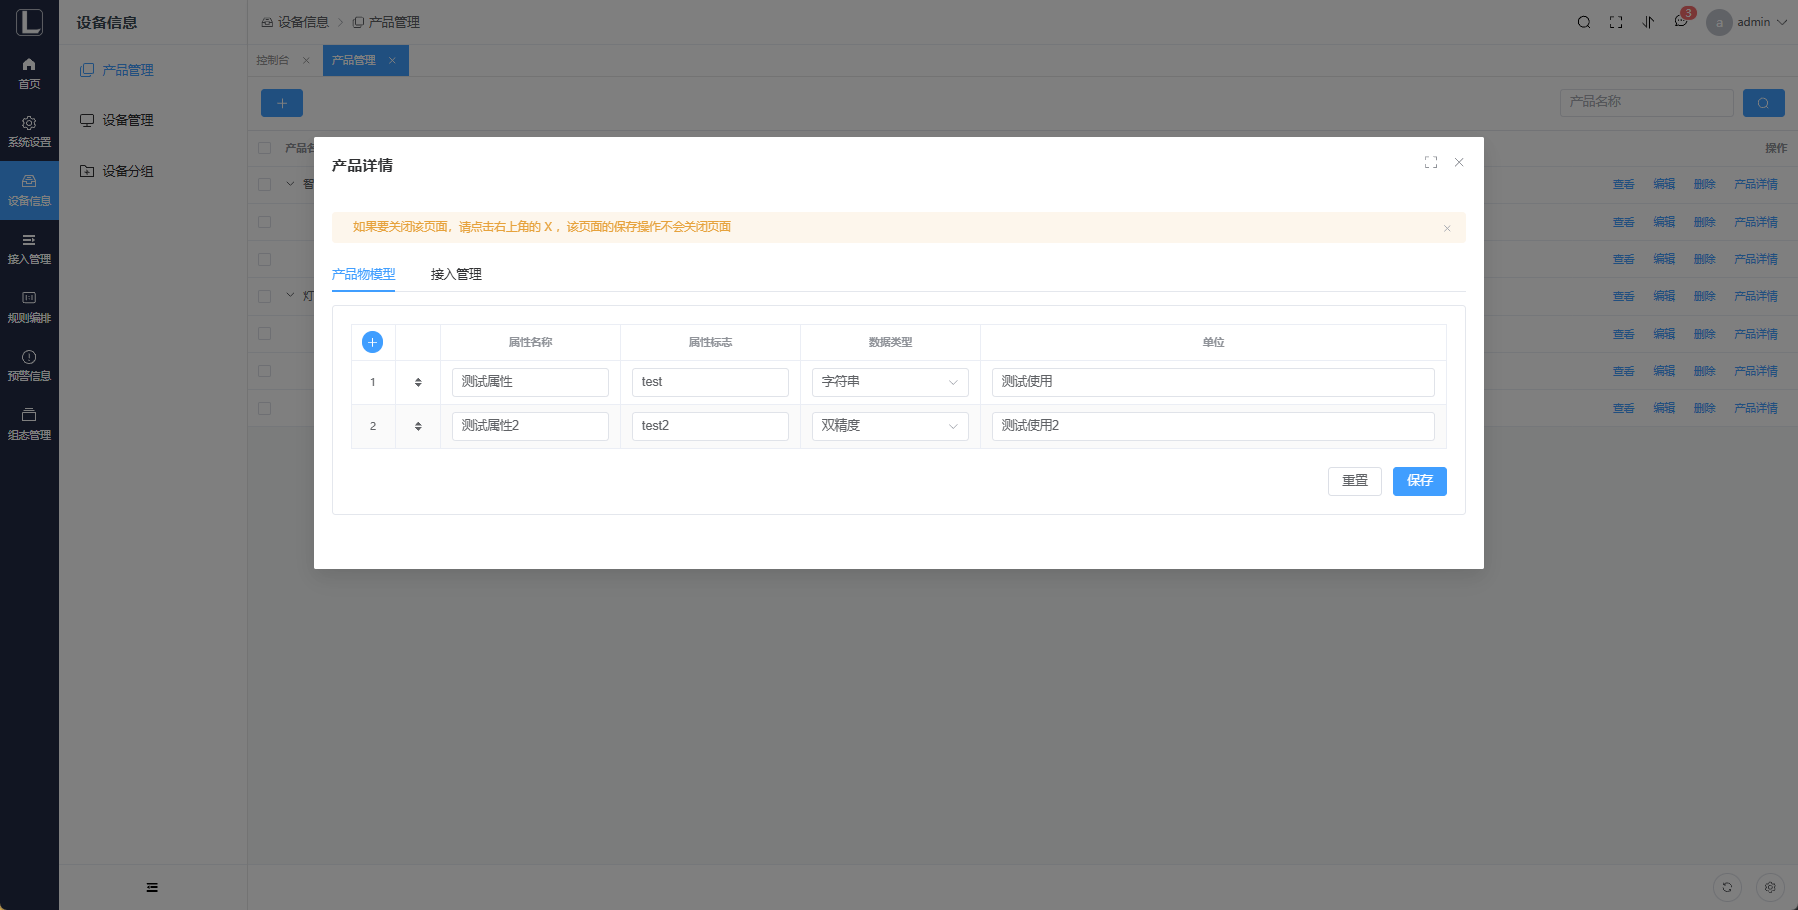 设备信息
设备信息 产品管理
3
a admin
首页
系统设置
设备信息
接入管理
规则编排
预警信息
组态管理
产品管理
设备管理
设备分组
控制台 产品管理
产品名称
操作
查看 编辑 删除 产品详情
查看 编辑 删除 产品详情
查看 编辑 删除 产品详情
灯
查看 编辑 删除 产品详情
查看 编辑 删除 产品详情
查看 编辑 删除 产品详情
查看 编辑 删除 产品详情
产品详情
如果要关闭该页面，请点击右上角的 X ，该页面的保存操作不会关闭页面
产品物模型 接入管理
属性名称 属性标志 数据类型 单位
1 测试属性 test 字符串 测试使用
2 测试属性2 test2 双精度 测试使用2
重置 保存